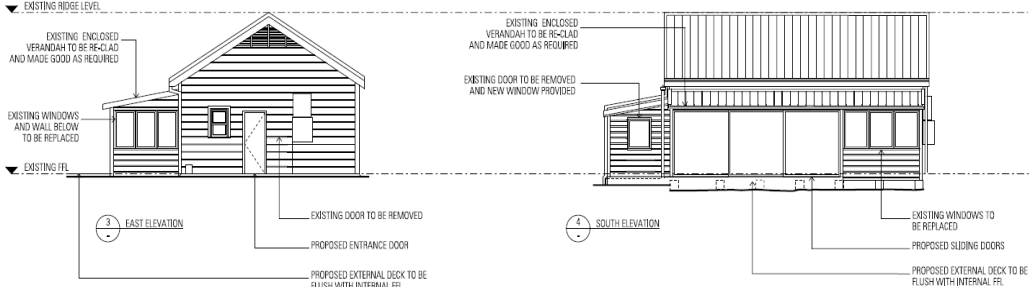 EXISTING RIDGE LEVEL
EXISTING ENCLOSED
VERANDAH TO BE RE-CLAD
AND MADE GOOD AS REQUIRED
EXISTING WINDOWS
AND WALL BELOW
TO BE REPLACED
EXISTING FFL
3
-
EAST ELEVATION
EXISTING DOOR TO BE REMOVED
PROPOSED ENTRANCE DOOR
PROPOSED EXTERNAL DECK TO BE
FLUSH WITH INTERNAL FFL
EXISTING ENCLOSED
VERANDAH TO BE RE-CLAD
AND MADE GOOD AS REQUIRED
EXISTING DOOR TO BE REMOVED
AND NEW WINDOW PROVIDED
4
-
SOUTH ELEVATION
EXISTING WINDOWS TO
BE REPLACED
PROPOSED SLIDING DOORS
PROPOSED EXTERNAL DECK TO BE
FLUSH WITH INTERNAL FFL